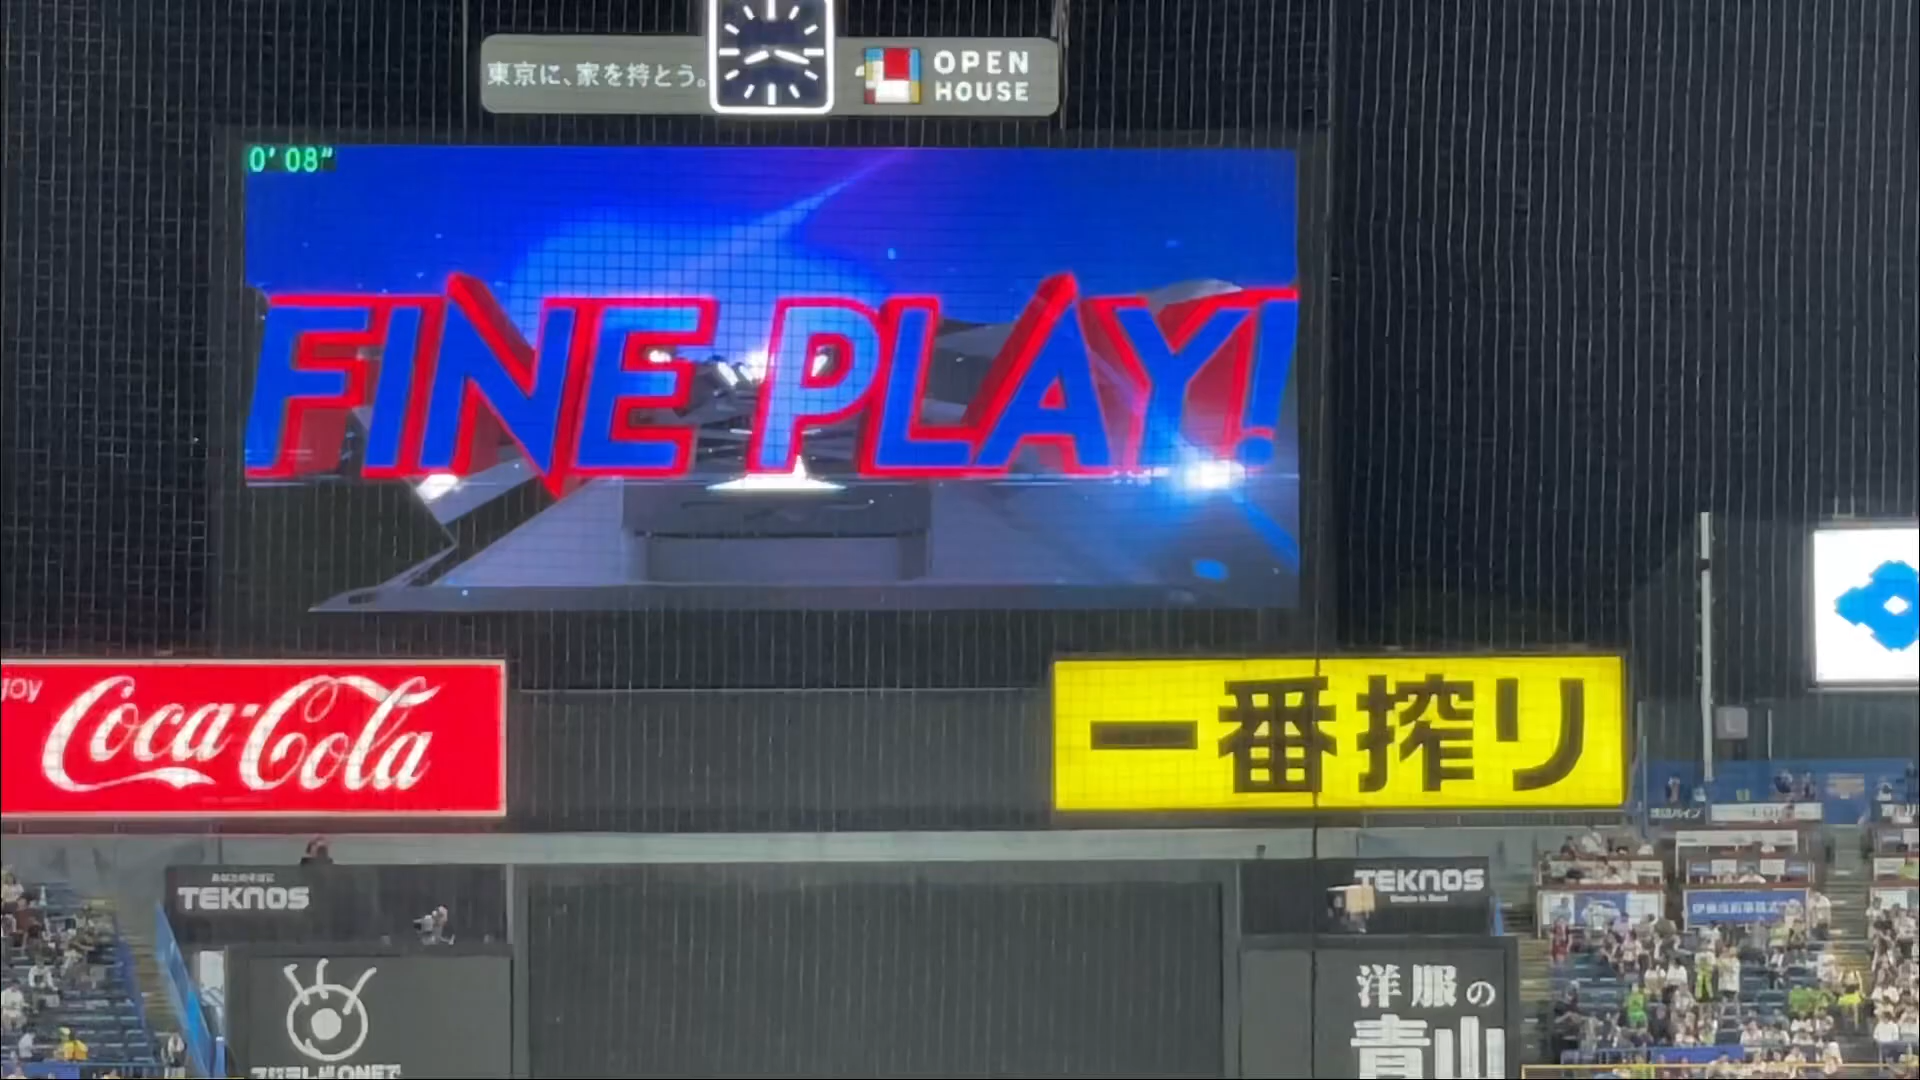 東京に、家を持とう。
OPEN
HOUSE
0' 08"
FINE PLAY!
joy
Coca-Cola
一番搾り
TEKNOS
TEKNOS
洋服の
青山